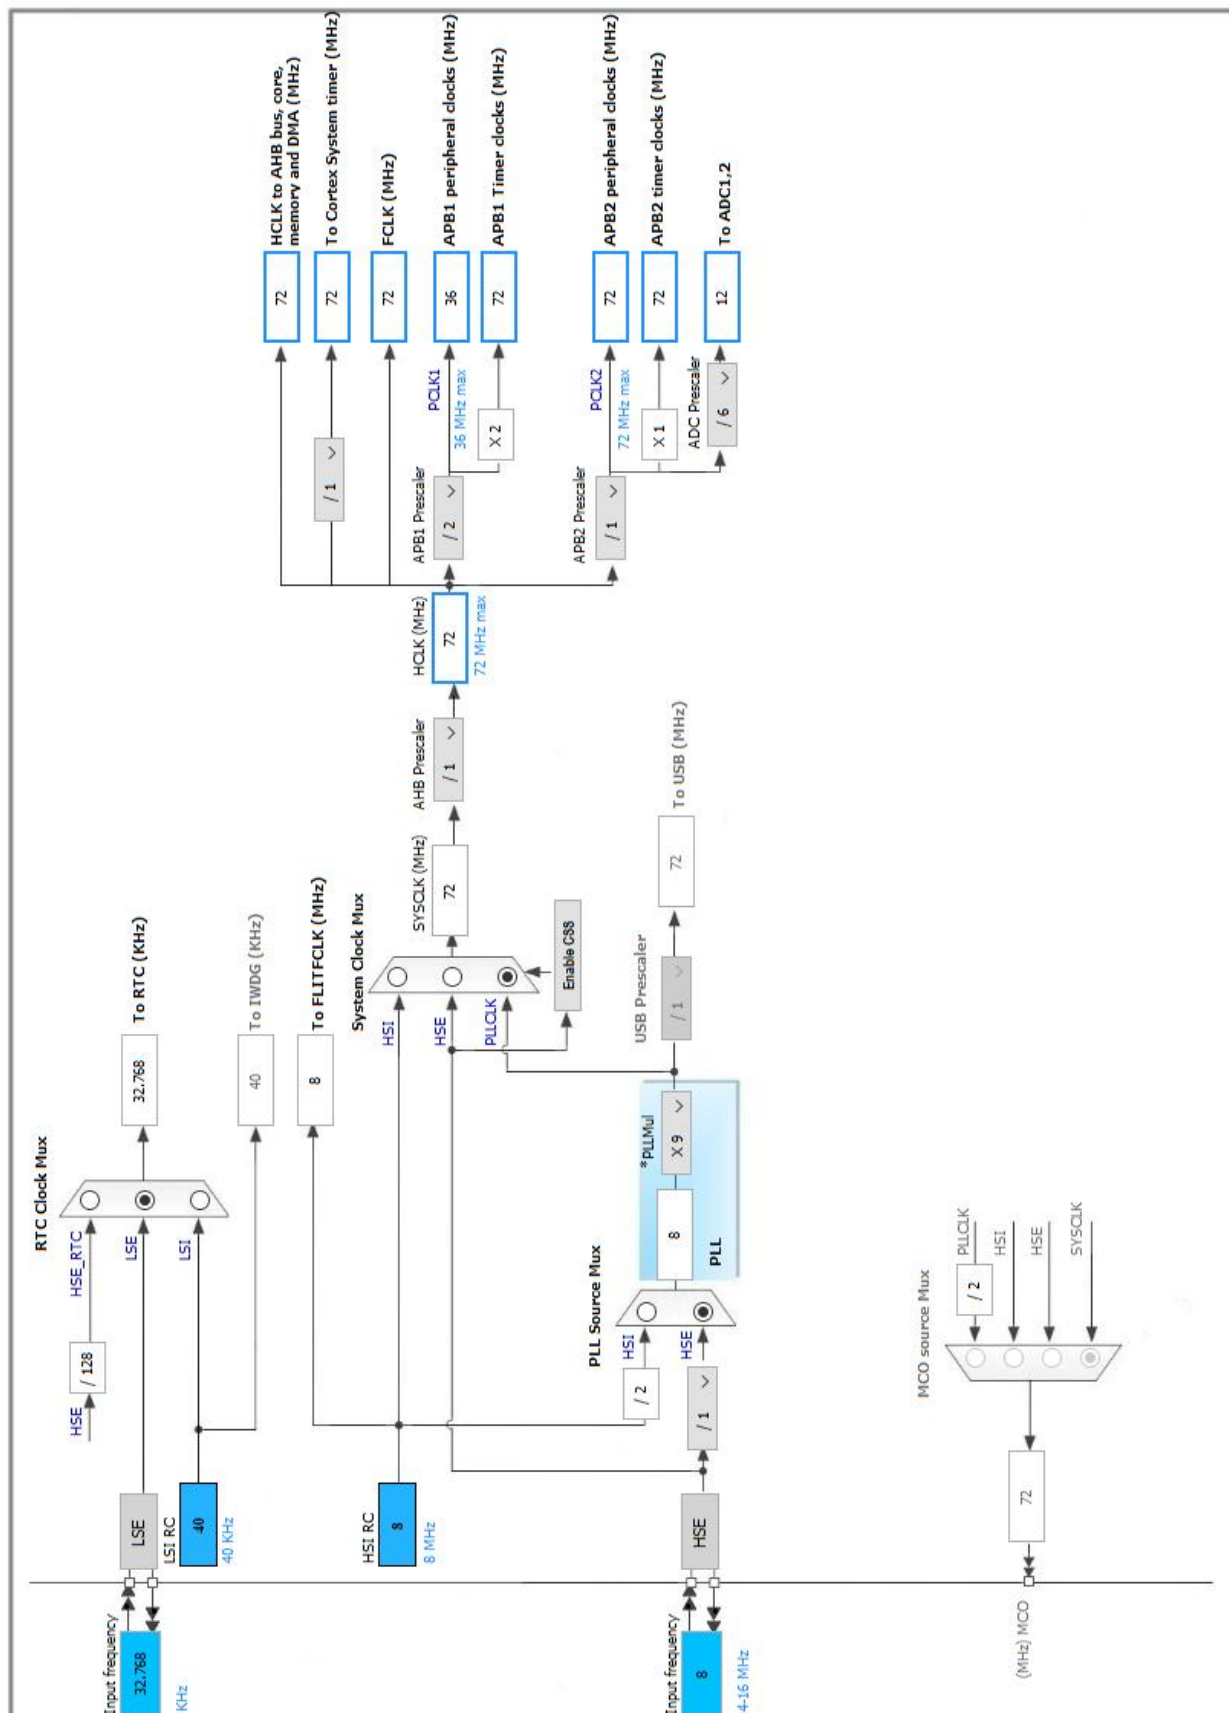 RTC Clock Mux
HSE
/ 128
HSE_RTC
Input frequency
32.768
KHz
LSE
LSE
32.768
To RTC (KHz)
LSI RC
40
40 KHz
LSI
40
To IWDG (KHz)
8
To FLITFCLK (MHz)
HSI RC
8
8 MHz
System Clock Mux
HSI
HSE
PLLCLK
Enable CSS
SYSCLK (MHz)
72
AHB Prescaler
/ 1
HCLK (MHz)
72
72 MHz max
72
HCLK to AHB bus, core,
memory and DMA (MHz)
/ 1
72
To Cortex System timer (MHz)
72
FCLK (MHz)
APB1 Prescaler
/ 2
PCLK1
36 MHz max
36
APB1 peripheral clocks (MHz)
X 2
72
APB1 Timer clocks (MHz)
APB2 Prescaler
/ 1
PCLK2
72 MHz max
72
APB2 peripheral clocks (MHz)
X 1
72
APB2 timer clocks (MHz)
ADC Prescaler
/ 6
12
To ADC1,2
PLL Source Mux
/ 2
HSI
Input frequency
8
4-16 MHz
HSE
/ 1
HSE
8
*PLLMul
X 9
PLL
USB Prescaler
/ 1
72
To USB (MHz)
MCO source Mux
/ 2
PLLCLK
HSI
HSE
SYSCLK
72
(MHz) MCO